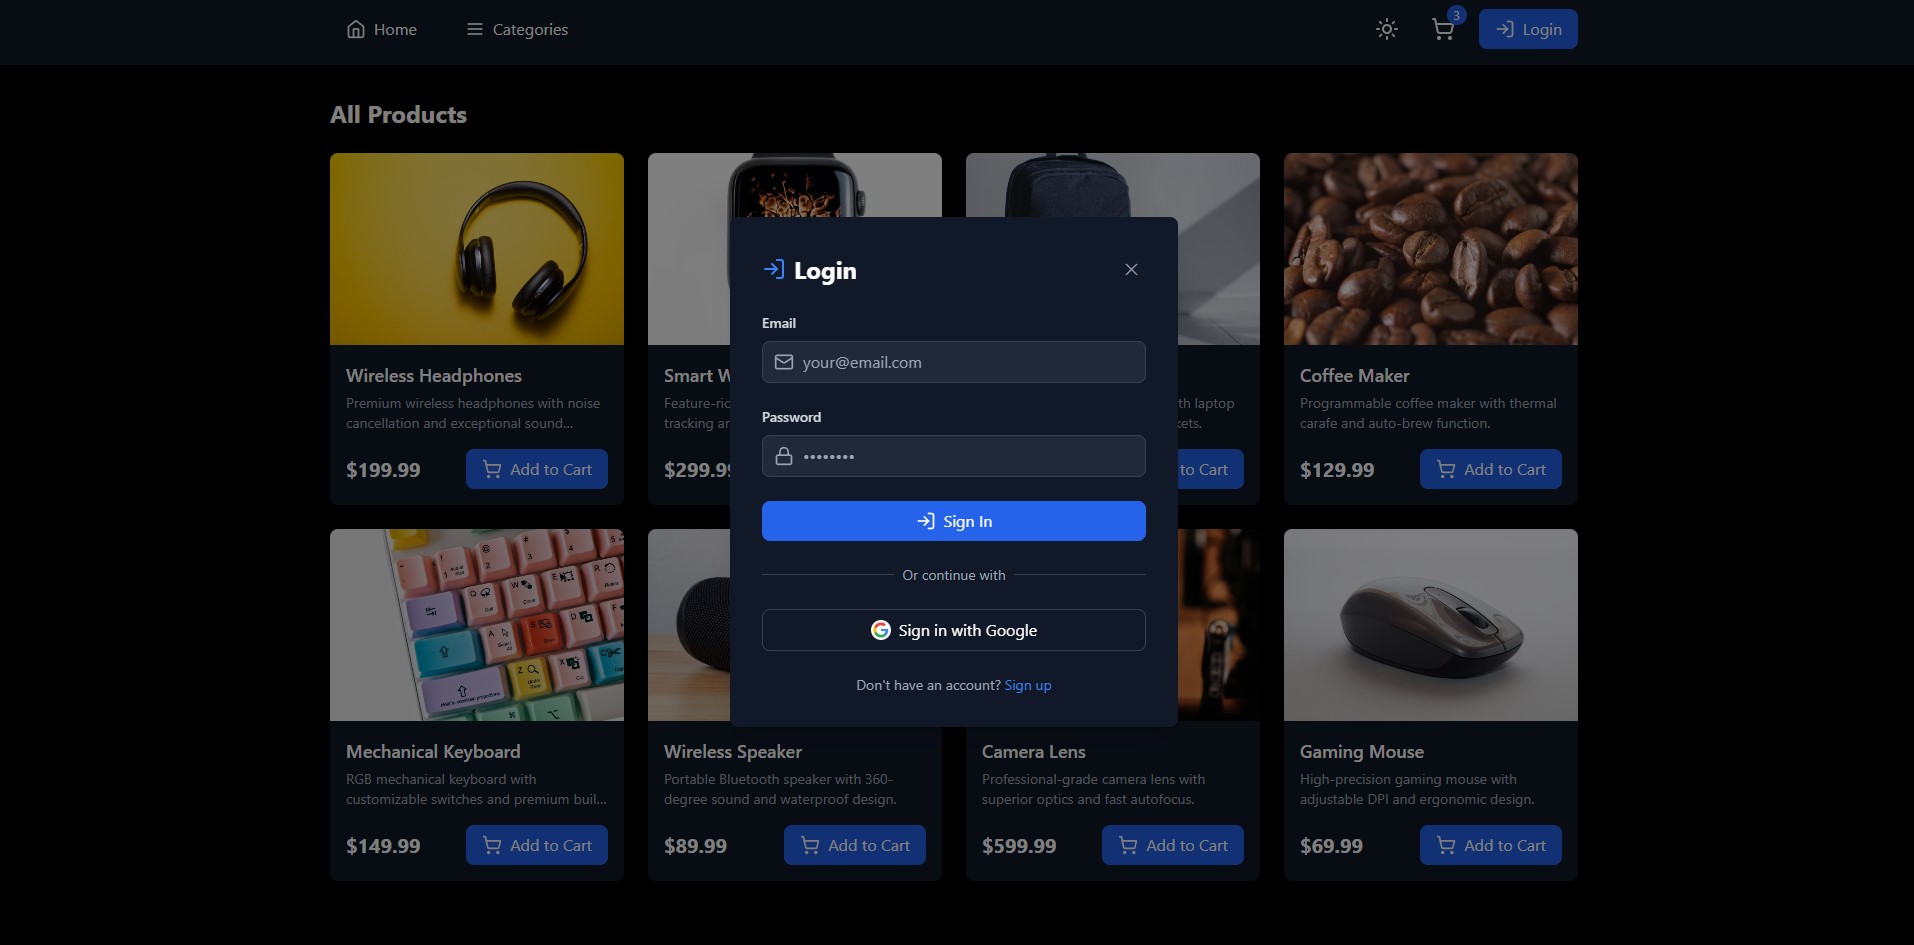 Home
Categories
3
Login
All Products
Wireless Headphones
Premium wireless headphones with noise
cancellation and exceptional sound...
$199.99
Add to Cart
Smart W
Feature-ric
tracking ar
$299.9
th laptop
kets.
to Cart
Coffee Maker
Programmable coffee maker with thermal
carafe and auto-brew function.
$129.99
Add to Cart
Login
Email
your@email.com
Password
••••••••
Sign In
Or continue with
Sign in with Google
Don't have an account? Sign up
Mechanical Keyboard
RGB mechanical keyboard with
customizable switches and premium buil...
$149.99
Add to Cart
Wireless Speaker
Portable Bluetooth speaker with 360-
degree sound and waterproof design.
$89.99
Add to Cart
Camera Lens
Professional-grade camera lens with
superior optics and fast autofocus.
$599.99
Add to Cart
Gaming Mouse
High-precision gaming mouse with
adjustable DPI and ergonomic design.
$69.99
Add to Cart